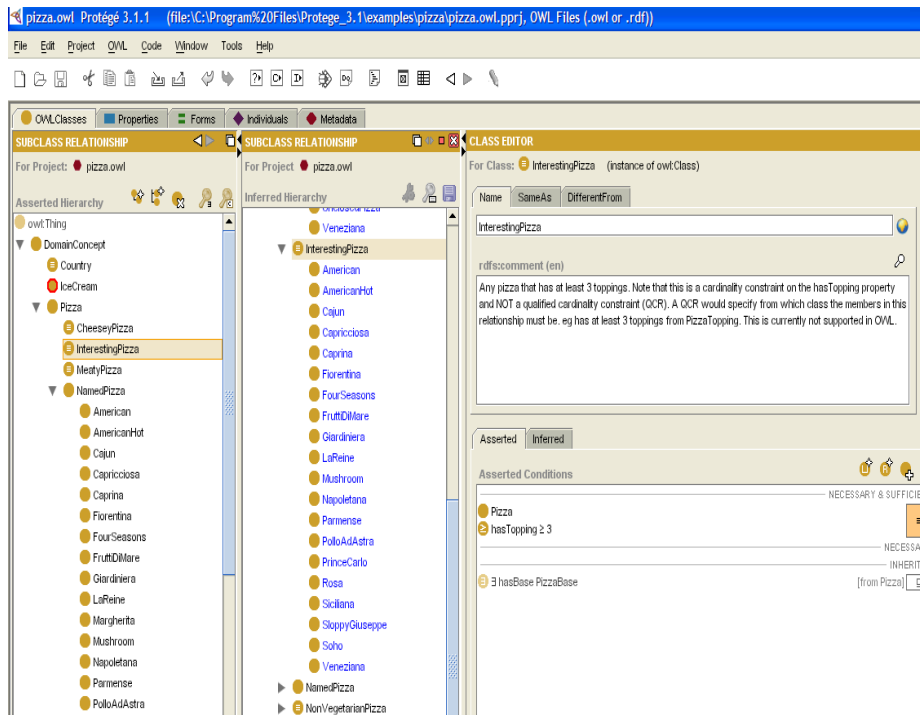 pizza.owl Protégé 3.1.1 (file:\C:\Program%20Files\Protege_3.1\examples\pizza\pizza.owl.pprj, OWL Files (.owl or .rdf))
File Edit Project OWL Code Window Tools Help
OWLClasses Properties Forms Individuals Metadata
SUBCLASS RELATIONSHIP
For Project: pizza.owl
Asserted Hierarchy
owl:Thing
DomainConcept
Country
IceCream
Pizza
CheeseyPizza
InterestingPizza
MeatyPizza
NamedPizza
American
AmericanHot
Cajun
Capricciosa
Caprina
Fiorentina
FourSeasons
FruttiDiMare
Giardiniera
LaReine
Margherita
Mushroom
Napoletana
Parmense
PolloAdAstra
SUBCLASS RELATIONSHIP
For Project pizza.owl
Inferred Hierarchy
Veneziana
InterestingPizza
American
AmericanHot
Cajun
Capricciosa
Caprina
Fiorentina
FourSeasons
FruttiDiMare
Giardiniera
LaReine
Mushroom
Napoletana
Parmense
PolloAdAstra
PrinceCarlo
Rosa
Siciliana
SloppyGiuseppe
Soho
Veneziana
NamedPizza
NonVegetarianPizza
CLASS EDITOR
For Class: InterestingPizza (instance of owl:Class)
Name SameAs DifferentFrom
InterestingPizza
rdfs:comment (en)
Any pizza that has at least 3 toppings. Note that this is a cardinality constraint on the hasTopping property
and NOT a qualified cardinality constraint (QCR). A QCR would specify from which class the members in this
relationship must be. eg has at least 3 toppings from PizzaTopping. This is currently not supported in OWL.
Asserted Inferred
Asserted Conditions
NECESSARY & SUFFICIE
Pizza
hasTopping ≥ 3
NECESSA
INHERIT
∃ hasBase PizzaBase [from Pizza]